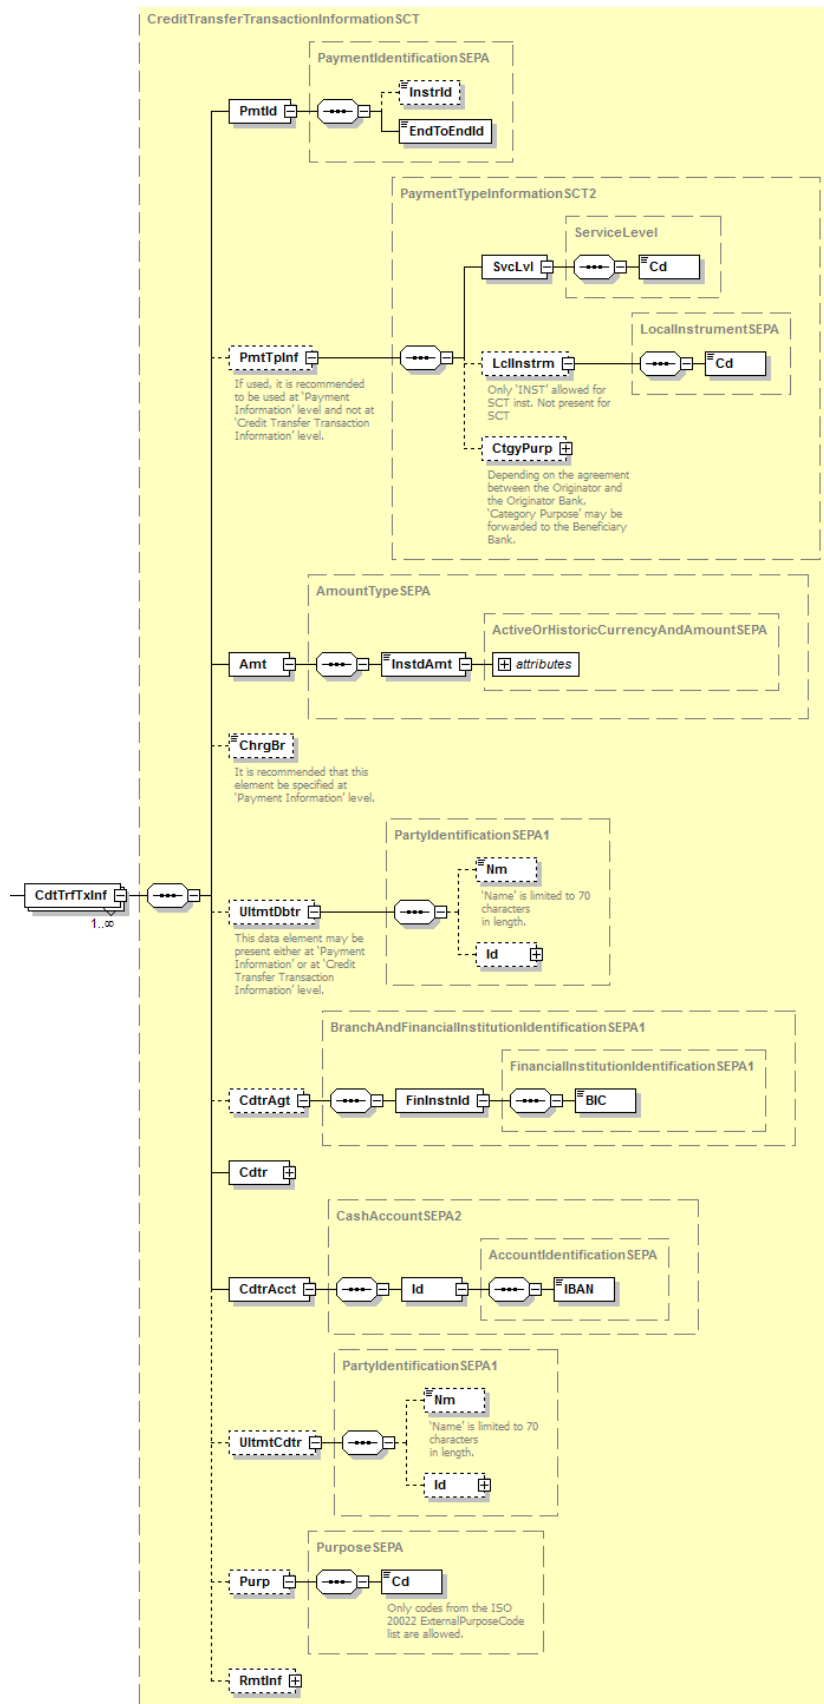 CreditTransferTransactionInformationSCT
PaymentIdentificationSEPA
InstrId
PmtId
EndToEndId
PaymentTypeInformationSCT2
ServiceLevel
SvcLvl
Cd
LocalInstrumentSEPA
PmtTpInf
LclInstrm
Cd
If used, it is recommended
to be used at ‘Payment
Information’ level and not at
‘Credit Transfer Transaction
Information’ level.
Only ‘INST’ allowed for
SCT inst. Not present for
SCT
CtgyPurp
Depending on the agreement
between the Originator and
the Originator Bank,
‘Category Purpose’ may be
forwarded to the Beneficiary
Bank.
AmountTypeSEPA
ActiveOrHistoricCurrencyAndAmountSEPA
Amt
InstdAmt
attributes
ChrgBr
It is recommended that this
element be specified at
‘Payment Information’ level.
PartyIdentificationSEPA1
Nm
‘Name’ is limited to 70
characters
in length.
CdtTrfTxInf
1..∞
UltmtDbtr
This data element may be
present either at ‘Payment
Information’ or at ‘Credit
Transfer Transaction
Information’ level.
Id
BranchAndFinancialInstitutionIdentificationSEPA1
FinancialInstitutionIdentificationSEPA1
CdtrAgt
FinInstnId
BIC
Cdtr
CashAccountSEPA2
AccountIdentificationSEPA
CdtrAcct
Id
IBAN
PartyIdentificationSEPA1
Nm
‘Name’ is limited to 70
characters
in length.
UltmtCdtr
Id
PurposeSEPA
Purp
Cd
Only codes from the ISO
20022 ExternalPurposeCode
list are allowed.
RmtInf